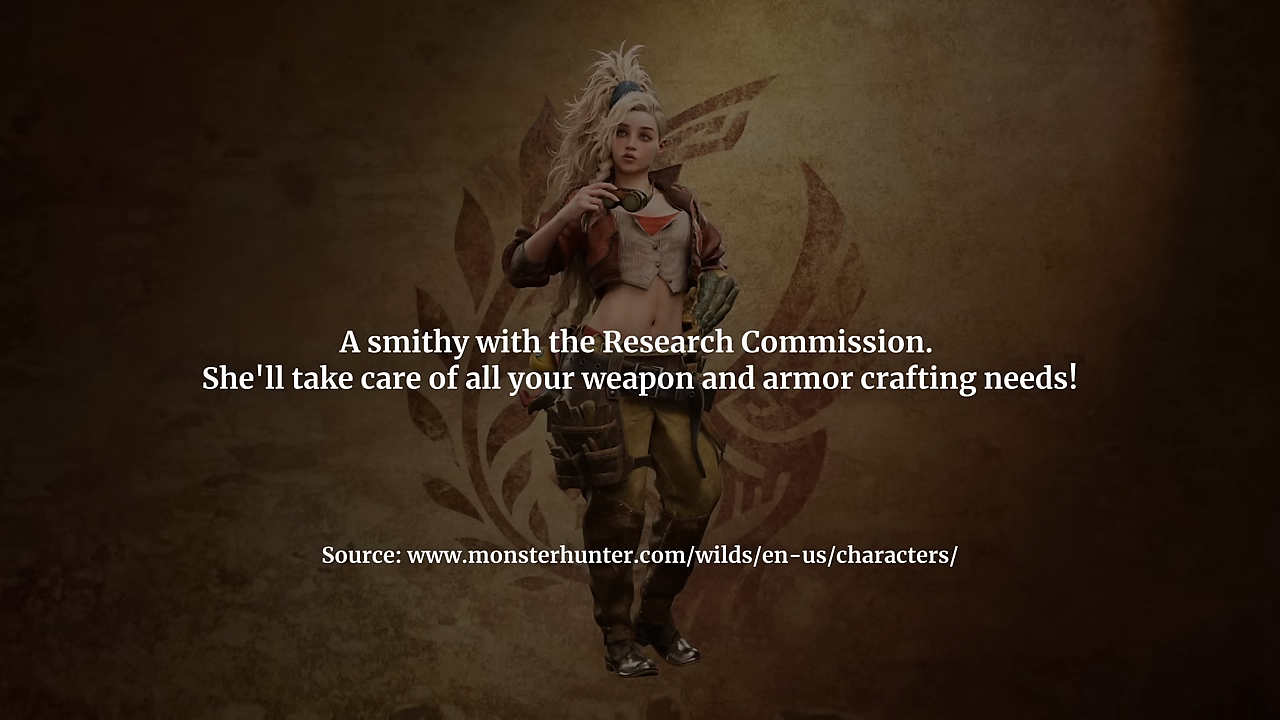 A smithy with the Research Commission.
She'll take care of all your weapon and armor crafting needs!
Source: www.monsterhunter.com/wilds/en-us/characters/